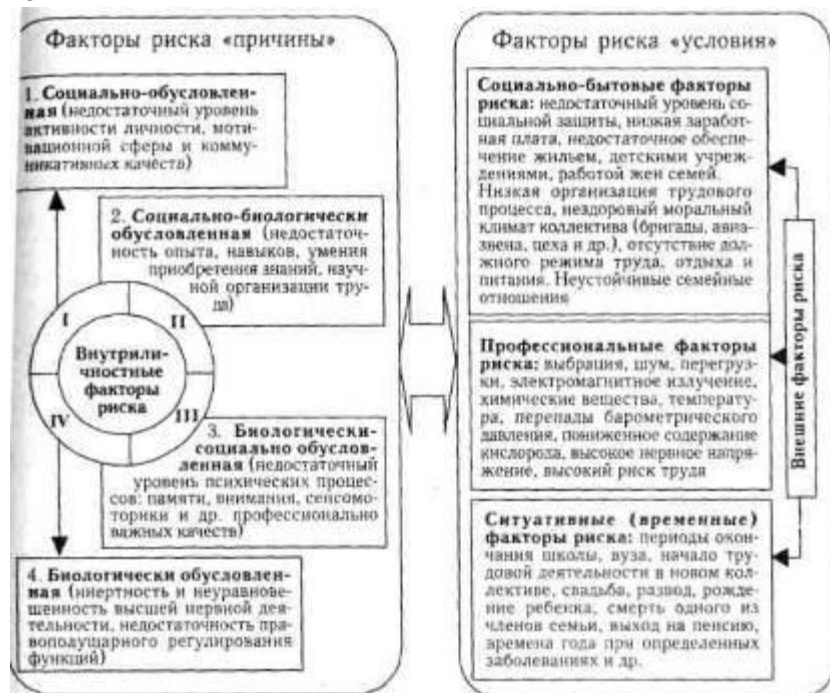 Факторы риска «причины»
1. Социально-обусловлен-
ная (недостаточный уровень
активности личности, моти-
вационной сферы и комму-
никативных качеств)
2. Социально-биологически
обусловленная (недостаточ-
ность опыта, навыков, умения
приобретения знаний, науч-
ной организации тру-
да)
I
II
Внутрили-
чностные
факторы
риска
IV
III
3. Биологически-
социально обуслов-
ленная (недостаточный
уровень психических процес-
сов: памяти, внимания, сенсомо-
торики и др. профессионально
важных качеств)
4. Биологически обусловлен-
ная (инертность и неуравнове-
шенность высшей нервной дея-
тельности, недостаточность пра-
вополушарного регулирования
функций)
Факторы риска «условия»
Социально-бытовые факторы
риска: недостаточный уровень со-
циальной защиты, низкая заработ-
ная плата, недостаточное обеспе-
чение жильем, детскими учреж-
дениями, работой жен семей.
Низкая организация трудового
процесса, нездоровый моральный
климат коллектива (бригады, авиа-
звена, цеха и др.), отсутствие дол-
жного режима труда, отдыха и
питания. Неустойчивые семейные
отношения
Профессиональные факторы
риска: выбрация, шум, перегруз-
ки, электромагнитное излучение,
химические вещества, температу-
ра, перепады барометрического
давления, пониженное содержание
кислорода, высокое нервное напря-
жение, высокий риск труда
Ситуативные (временные)
факторы риска: периоды окон-
чания школы, вуза, начало тру-
довой деятельности в новом кол-
лективе, свадьба, развод, рожде-
ние ребенка, смерть одного из
членов семьи, выход на пенсию,
времена года при определенных
заболеваниях и др.
Внешние факторы риска